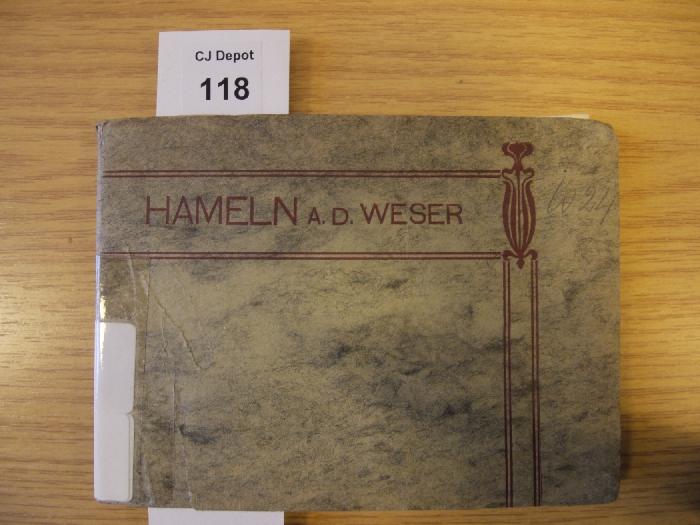 CJ Depot
118
HAMELN A. D. WESER